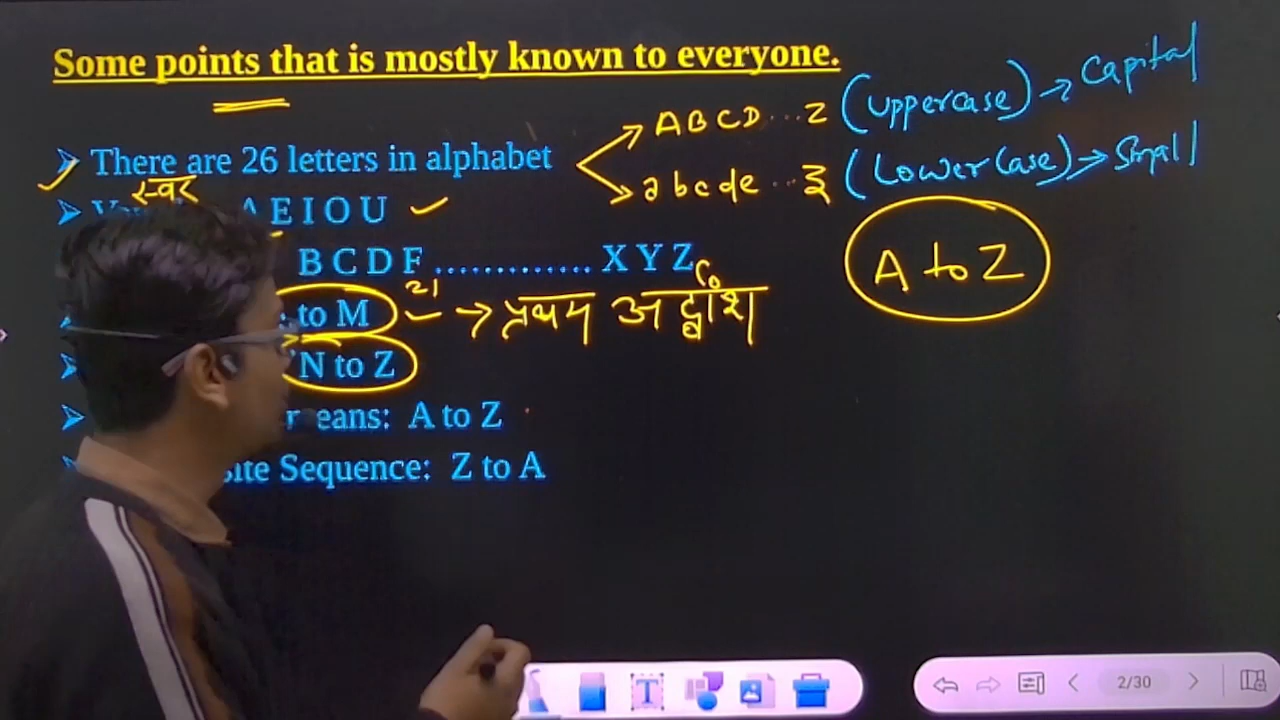 Some points that is mostly known to everyone.
ABCD...Z (Uppercase) → Capital
➤ There are 26 letters in alphabet
abcde...z (Lowercase) → Small
स्वर
➤ A E I O U ✓
B C D F ............. X Y Z
21
A to Z
to M → प्रथम अर्द्धांश
➤ N to Z
➤ eans: A to Z
Sequence: Z to A
2/30